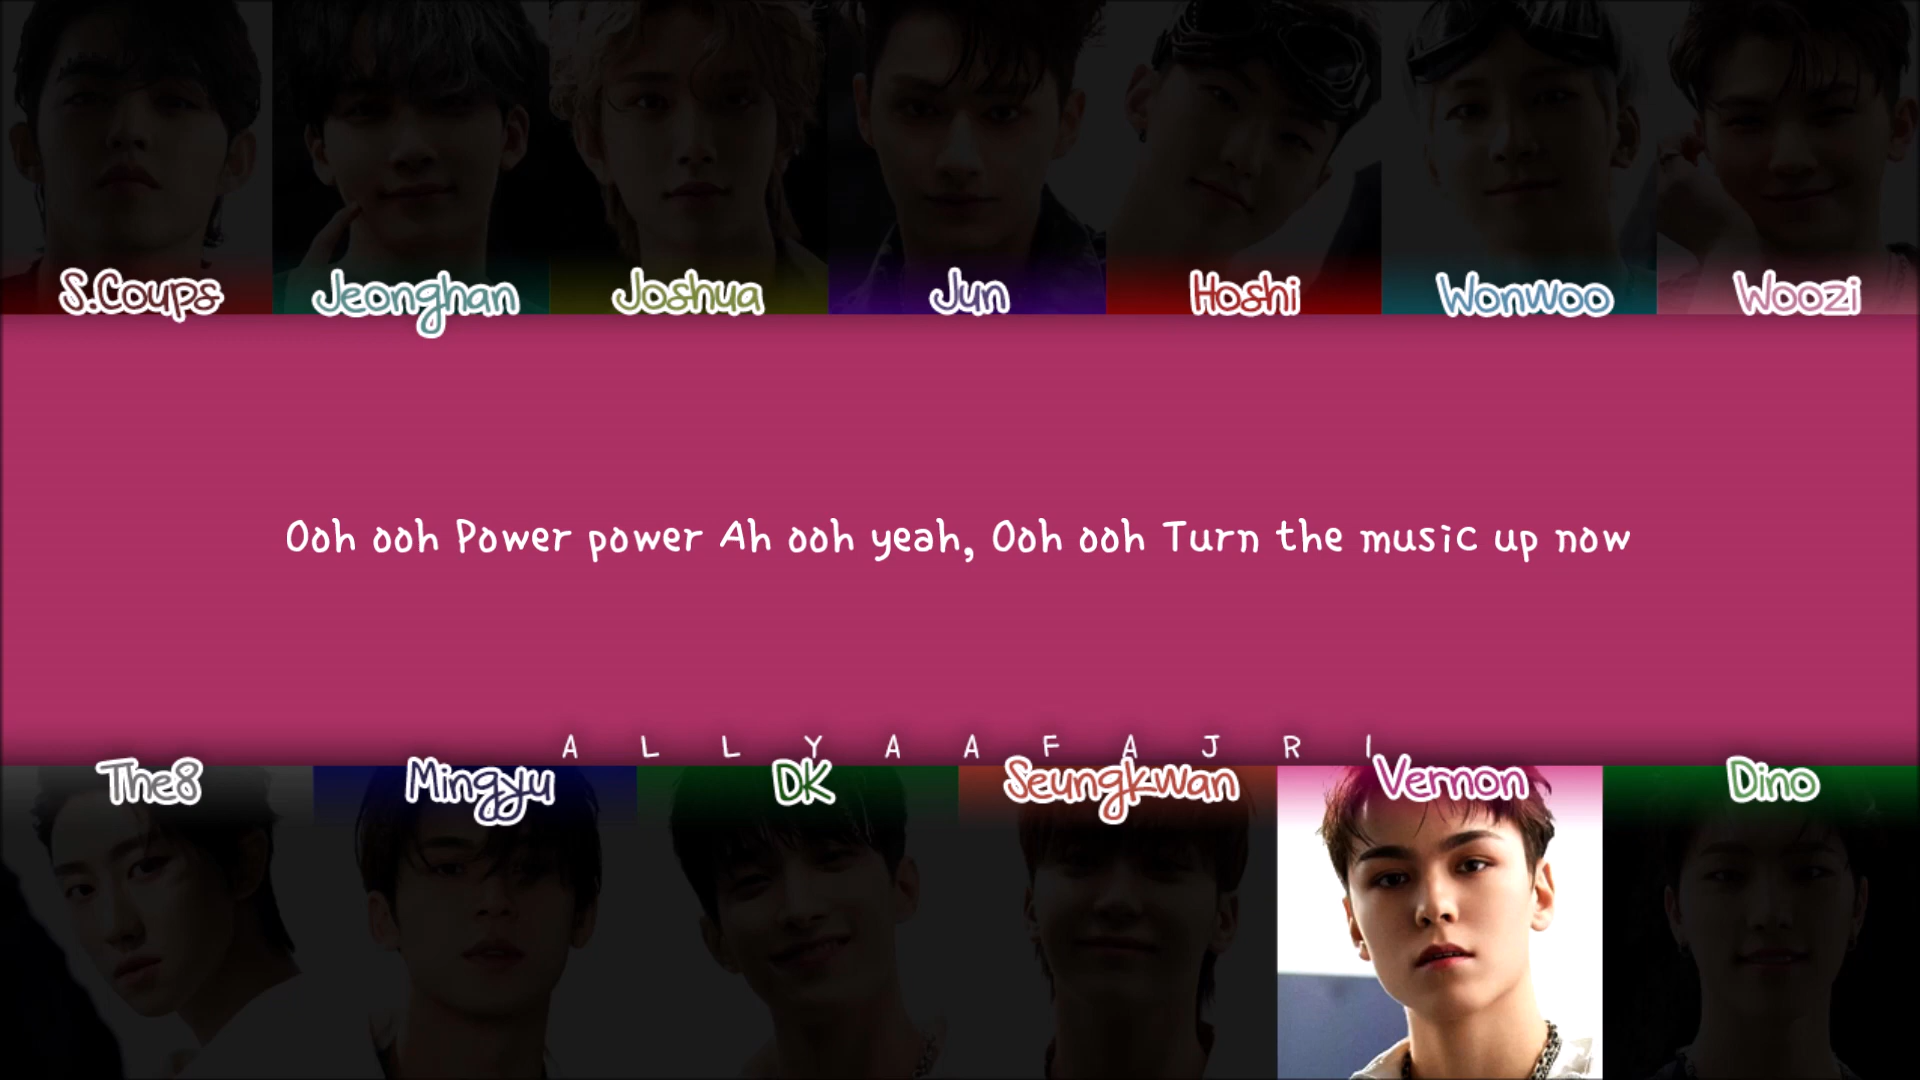 S.Coups Jeonghan Joshua Jun Hoshi Wonwoo Woozi
Ooh ooh Power power Ah ooh yeah, Ooh ooh Turn the music up now
A L L Y A A F A J R I
The8 Mingyu DK Seungkwan Vernon Dino